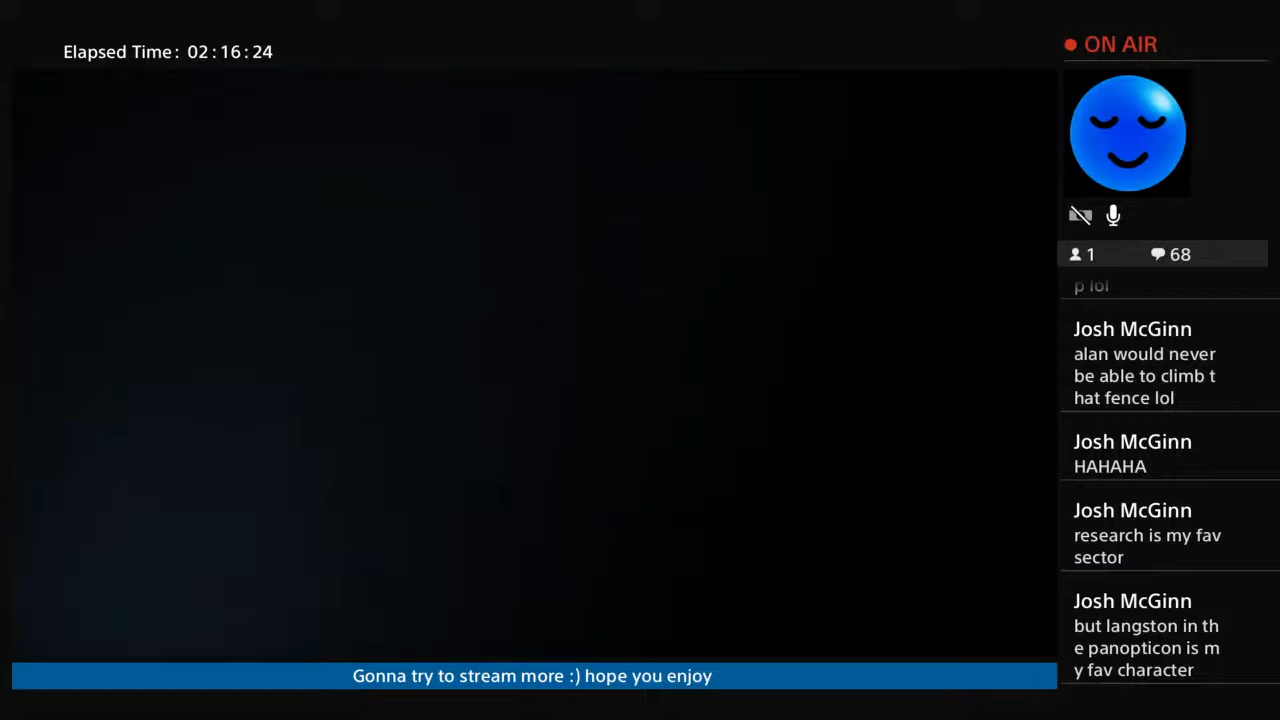 Elapsed Time: 02:16:24
ON AIR
1 68
p lol
Josh McGinn
alan would never
be able to climb t
hat fence lol
Josh McGinn
HAHAHA
Josh McGinn
research is my fav
sector
Josh McGinn
but langston in th
e panopticon is m
y fav character
Gonna try to stream more :) hope you enjoy